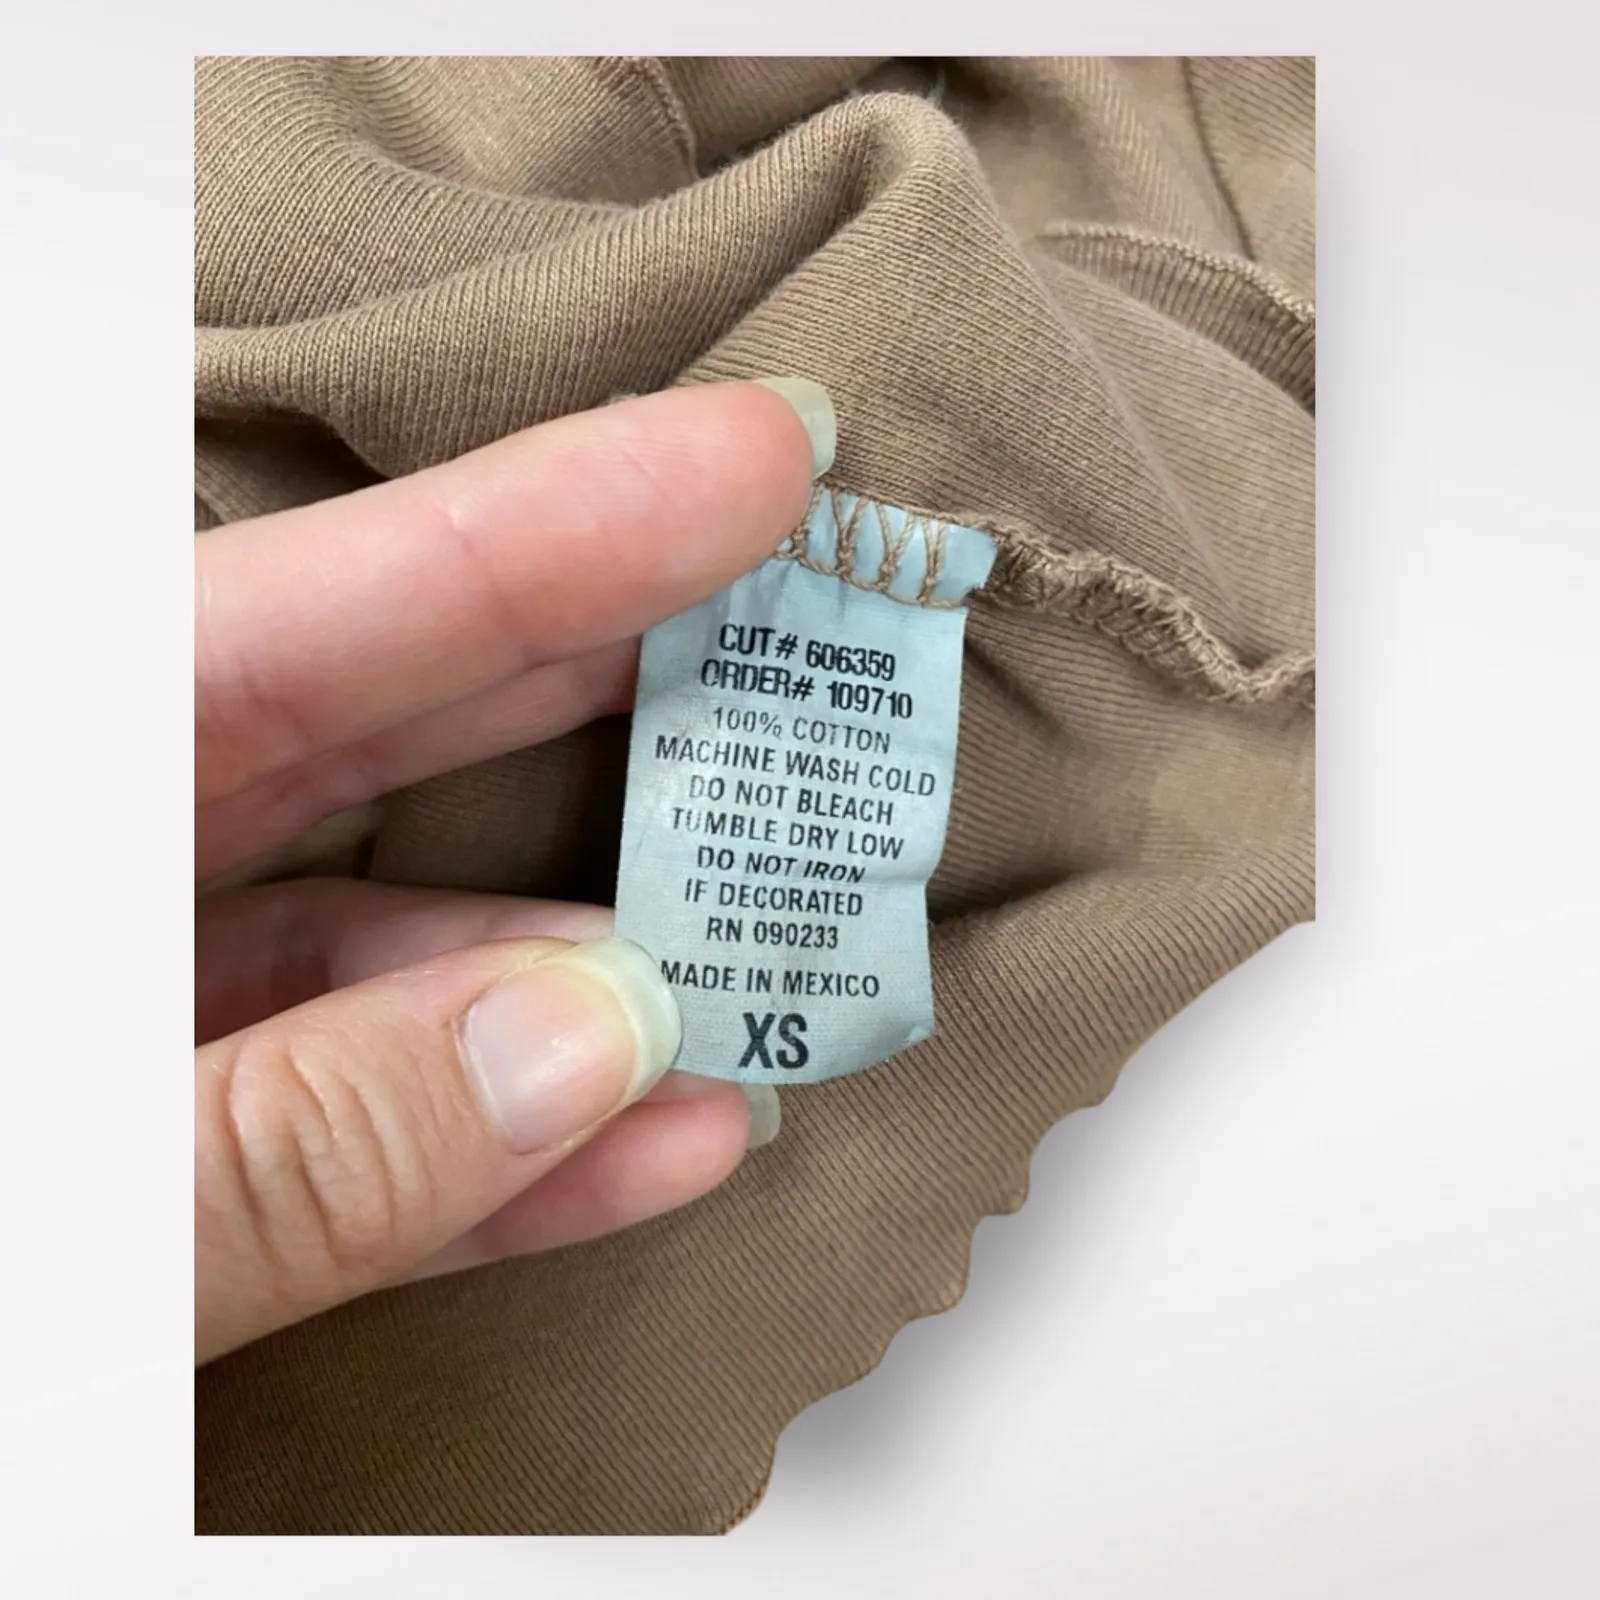 CUT# 606359
ORDER# 109710
100% COTTON
MACHINE WASH COLD
DO NOT BLEACH
TUMBLE DRY LOW
DO NOT IRON
IF DECORATED
RN 090233
MADE IN MEXICO
XS